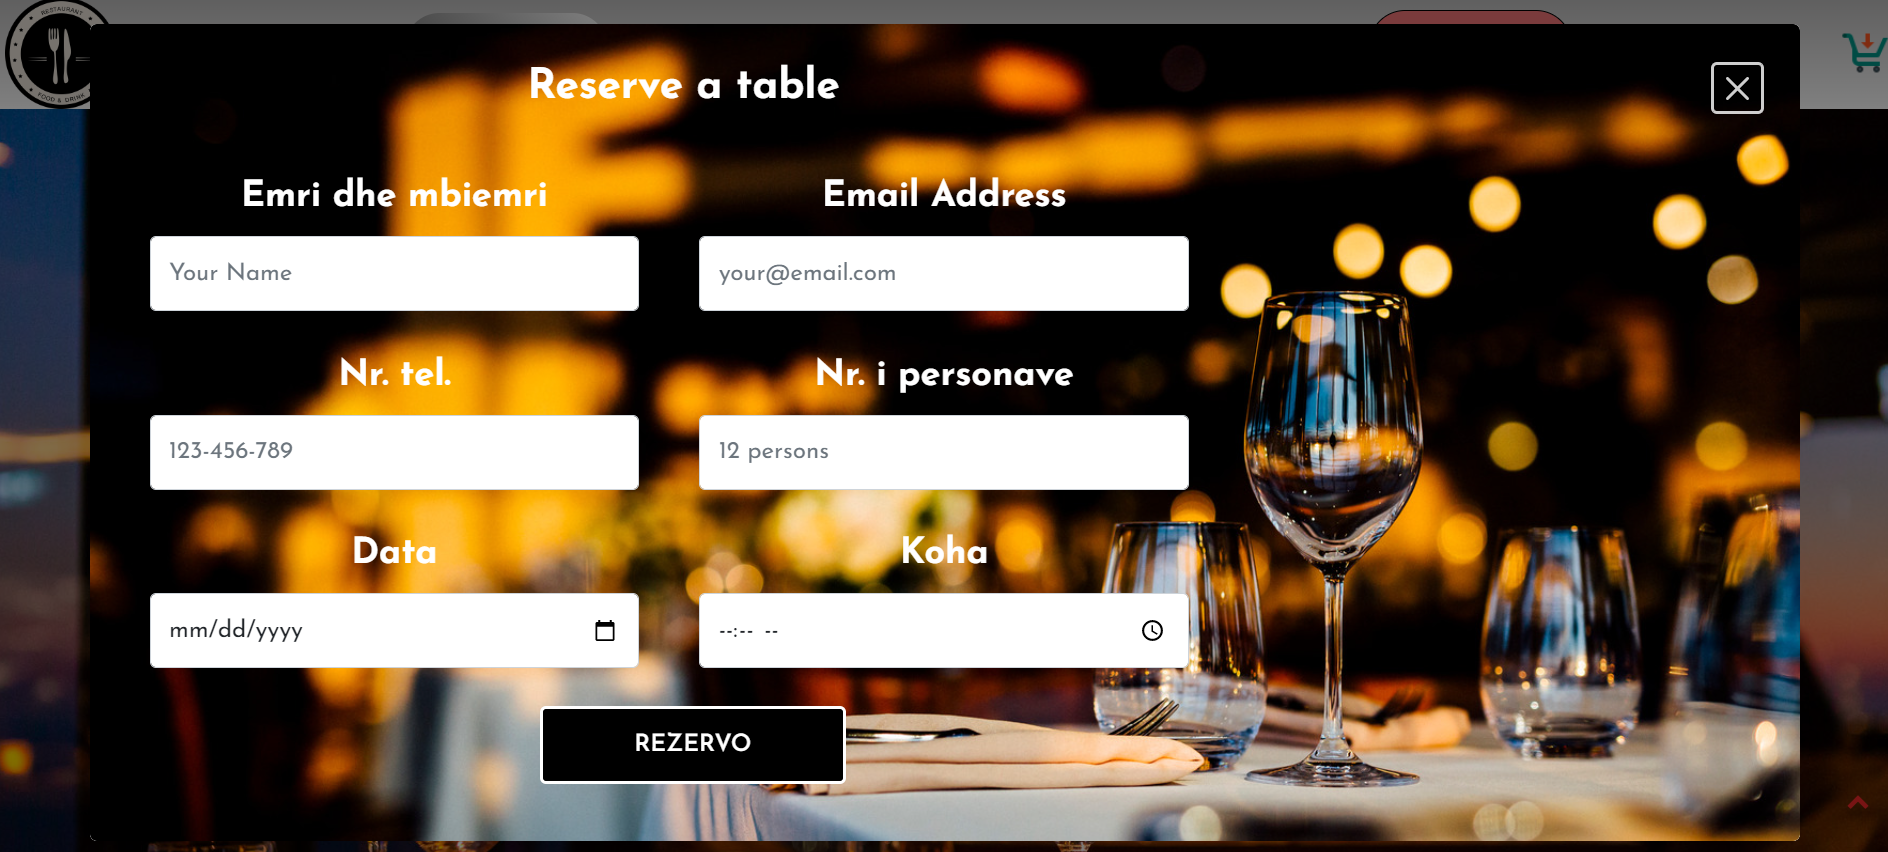 RESTAURANT
FOOD & DRINK
Reserve a table
Emri dhe mbiemri
Email Address
Your Name
your@email.com
Nr. tel.
Nr. i personave
123-456-789
12 persons
Data
Koha
mm/dd/yyyy
--:-- --
REZERVO